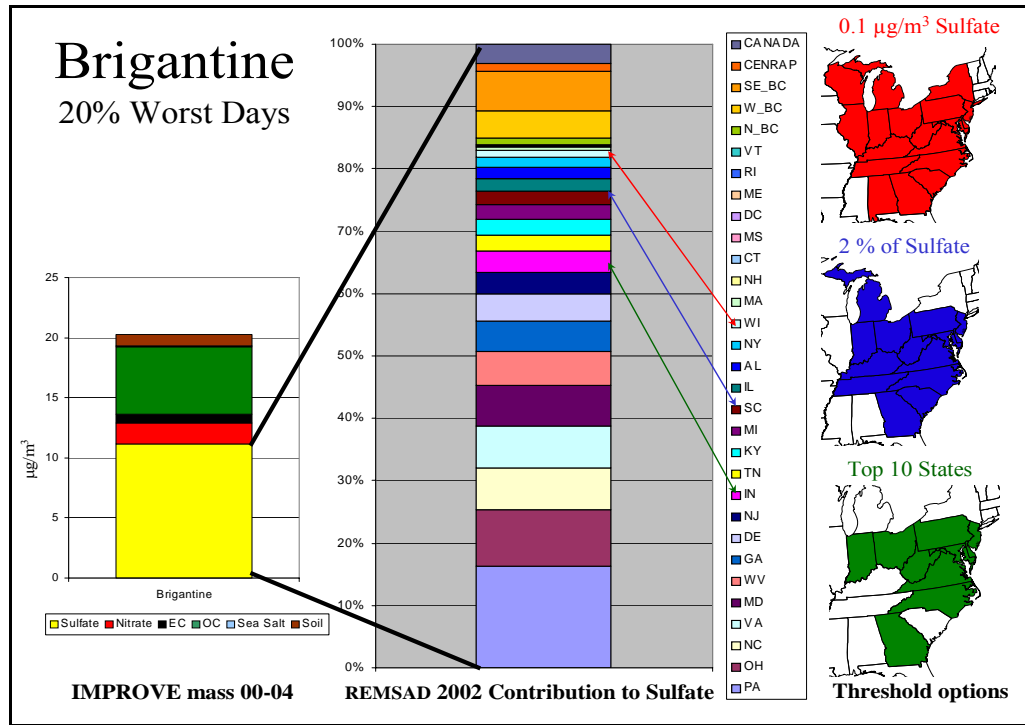 Brigantine
20% Worst Days
25
20
15
10
5
0
µg/m³
Brigantine
Sulfate Nitrate EC OC Sea Salt Soil
IMPROVE mass 00-04
100%
90%
80%
70%
60%
50%
40%
30%
20%
10%
0%
REMSAD 2002 Contribution to Sulfate
CANADA
CENRAP
SE_BC
W_BC
N_BC
VT
RI
ME
DC
MS
CT
NH
MA
WI
NY
AL
IL
SC
MI
KY
TN
IN
NJ
DE
GA
WV
MD
VA
NC
OH
PA
0.1 µg/m³ Sulfate
2 % of Sulfate
Top 10 States
Threshold options